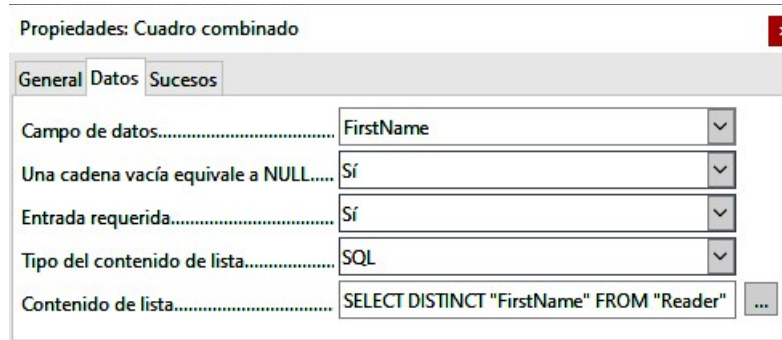 Propiedades: Cuadro combinado
General Datos Sucesos
Campo de datos..................................... FirstName
Una cadena vacía equivale a NULL..... Sí
Entrada requerida.................................. Sí
Tipo del contenido de lista................... SQL
Contenido de lista................................. SELECT DISTINCT "FirstName" FROM "Reader" ...